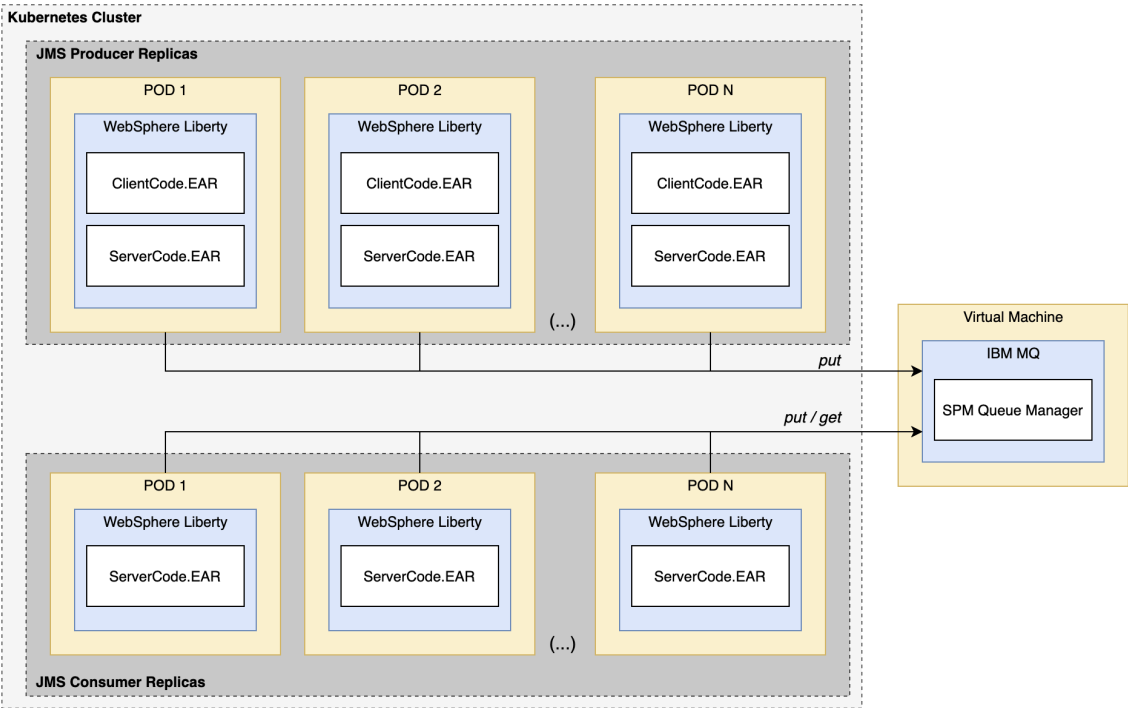 Kubernetes Cluster
JMS Producer Replicas
POD 1
WebSphere Liberty
ClientCode.EAR
ServerCode.EAR
POD 2
WebSphere Liberty
ClientCode.EAR
ServerCode.EAR
(...)
POD N
WebSphere Liberty
ClientCode.EAR
ServerCode.EAR
put
Virtual Machine
IBM MQ
SPM Queue Manager
put / get
POD 1
WebSphere Liberty
ServerCode.EAR
POD 2
WebSphere Liberty
ServerCode.EAR
(...)
POD N
WebSphere Liberty
ServerCode.EAR
JMS Consumer Replicas